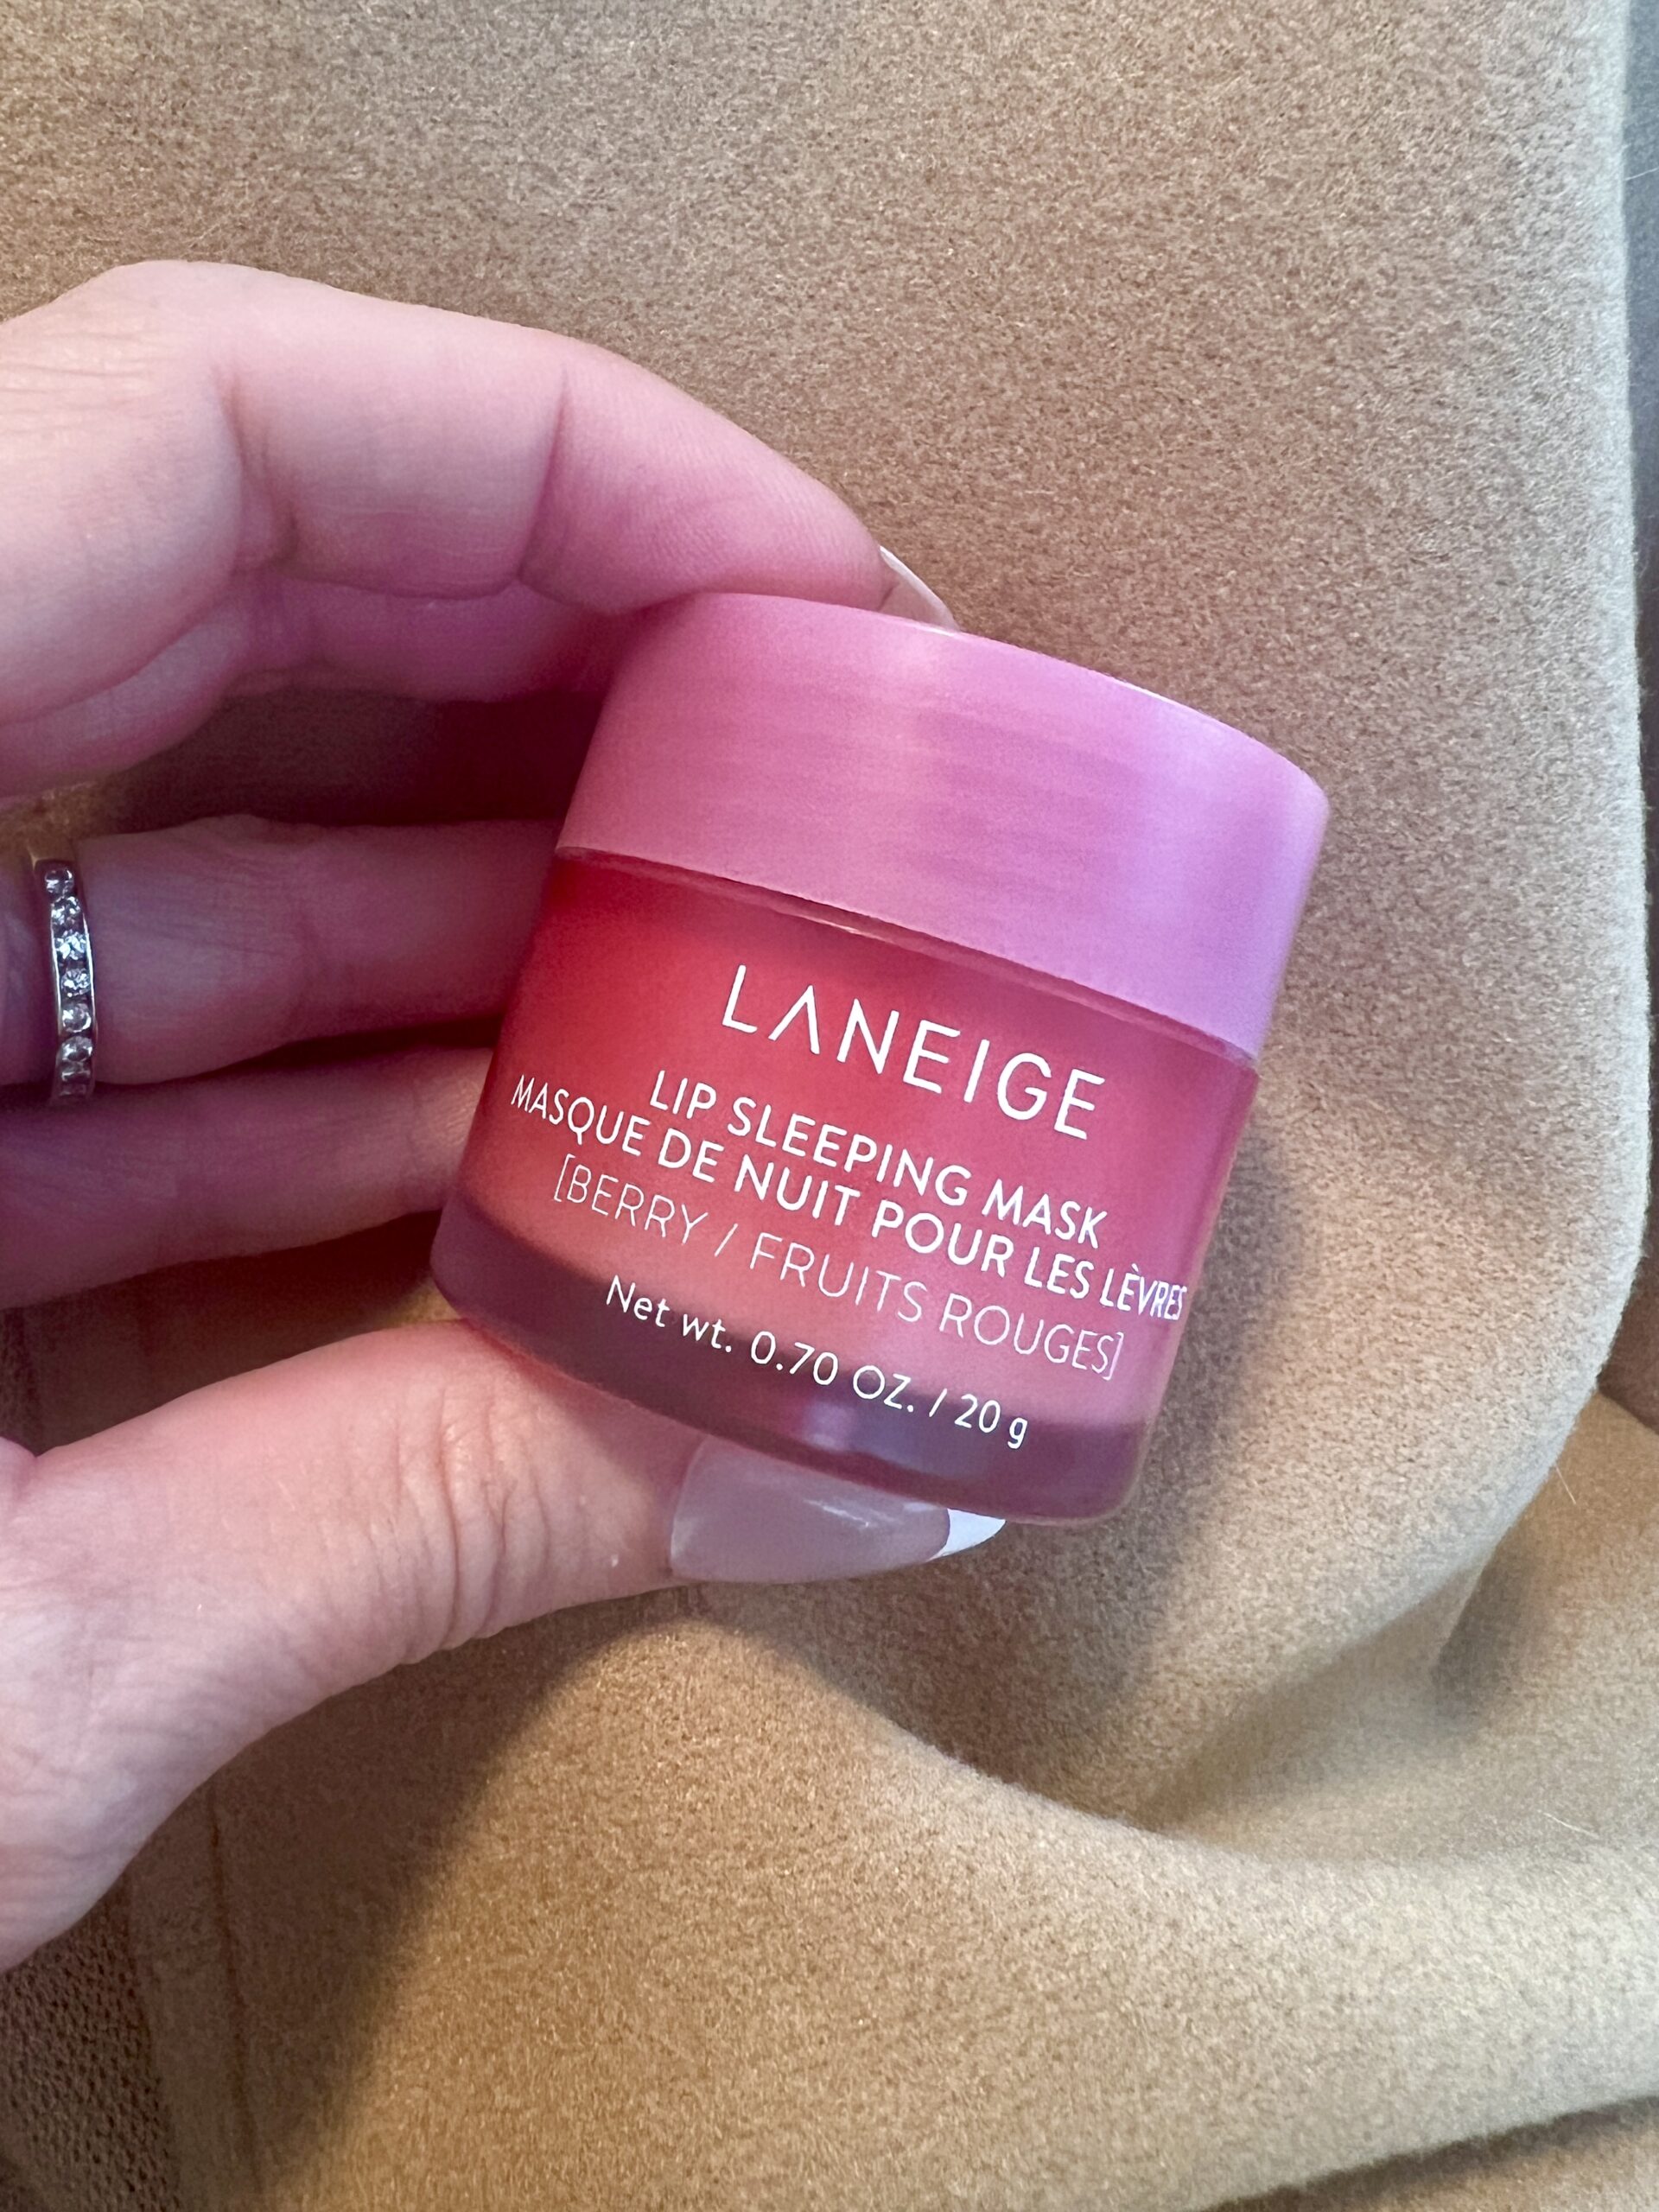 LANEIGE
LIP SLEEPING MASK
MASQUE DE NUIT POUR LES LÈVRES
[BERRY / FRUITS ROUGES]
Net wt. 0.70 OZ. / 20 g